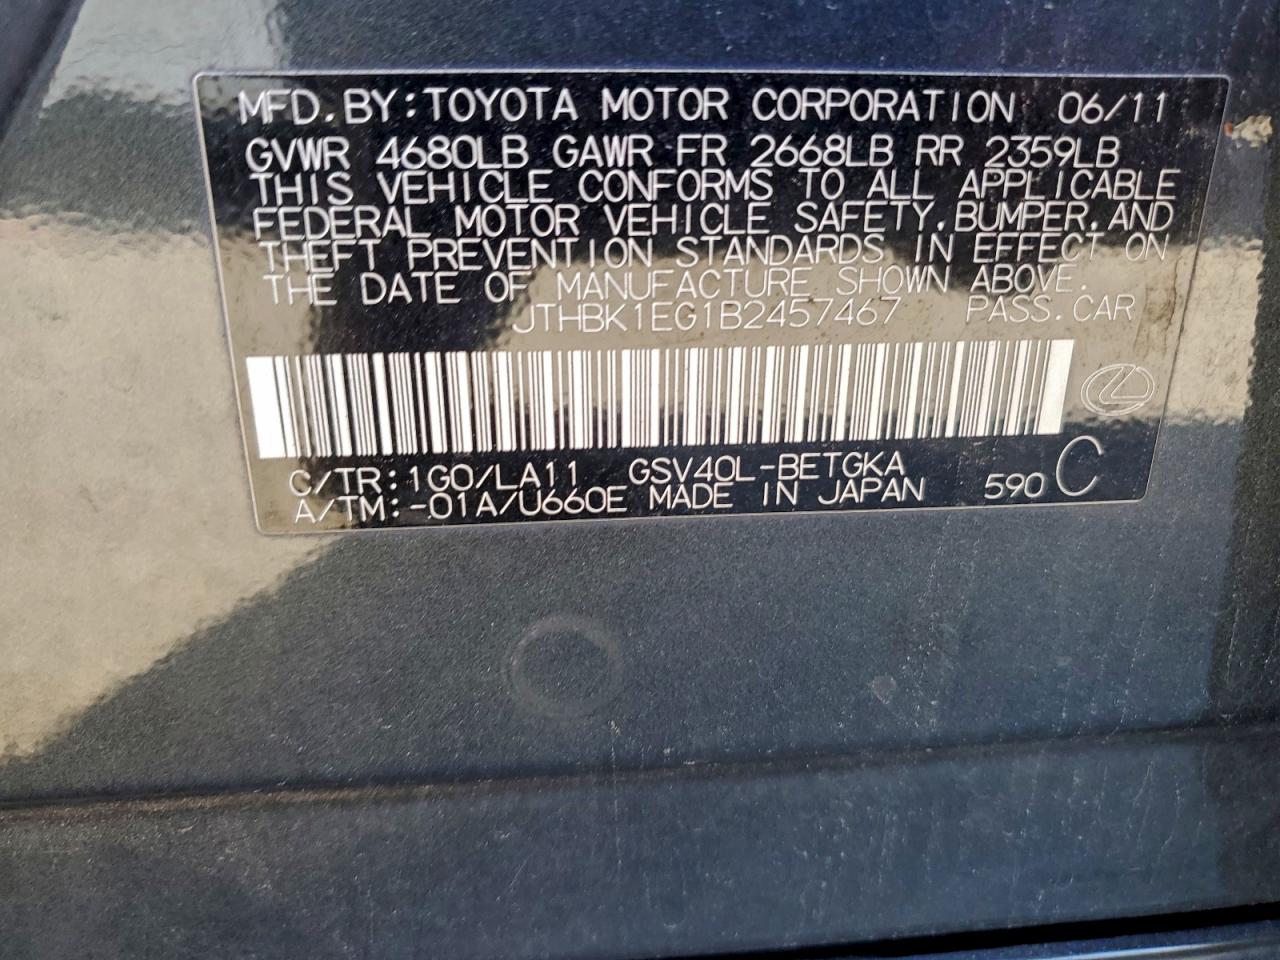 MFD. BY: TOYOTA MOTOR CORPORATION 06/11
GVWR 4680LB GAWR FR 2668LB RR 2359LB
THIS VEHICLE CONFORMS TO ALL APPLICABLE
FEDERAL MOTOR VEHICLE SAFETY, BUMPER, AND
THEFT PREVENTION STANDARDS IN EFFECT ON
THE DATE OF MANUFACTURE SHOWN ABOVE.
JTHBK1EG1B2457467 PASS. CAR
C/TR: 1G0/LA11 GSV40L-BETGKA
A/TM: -01A/U660E MADE IN JAPAN 590 C